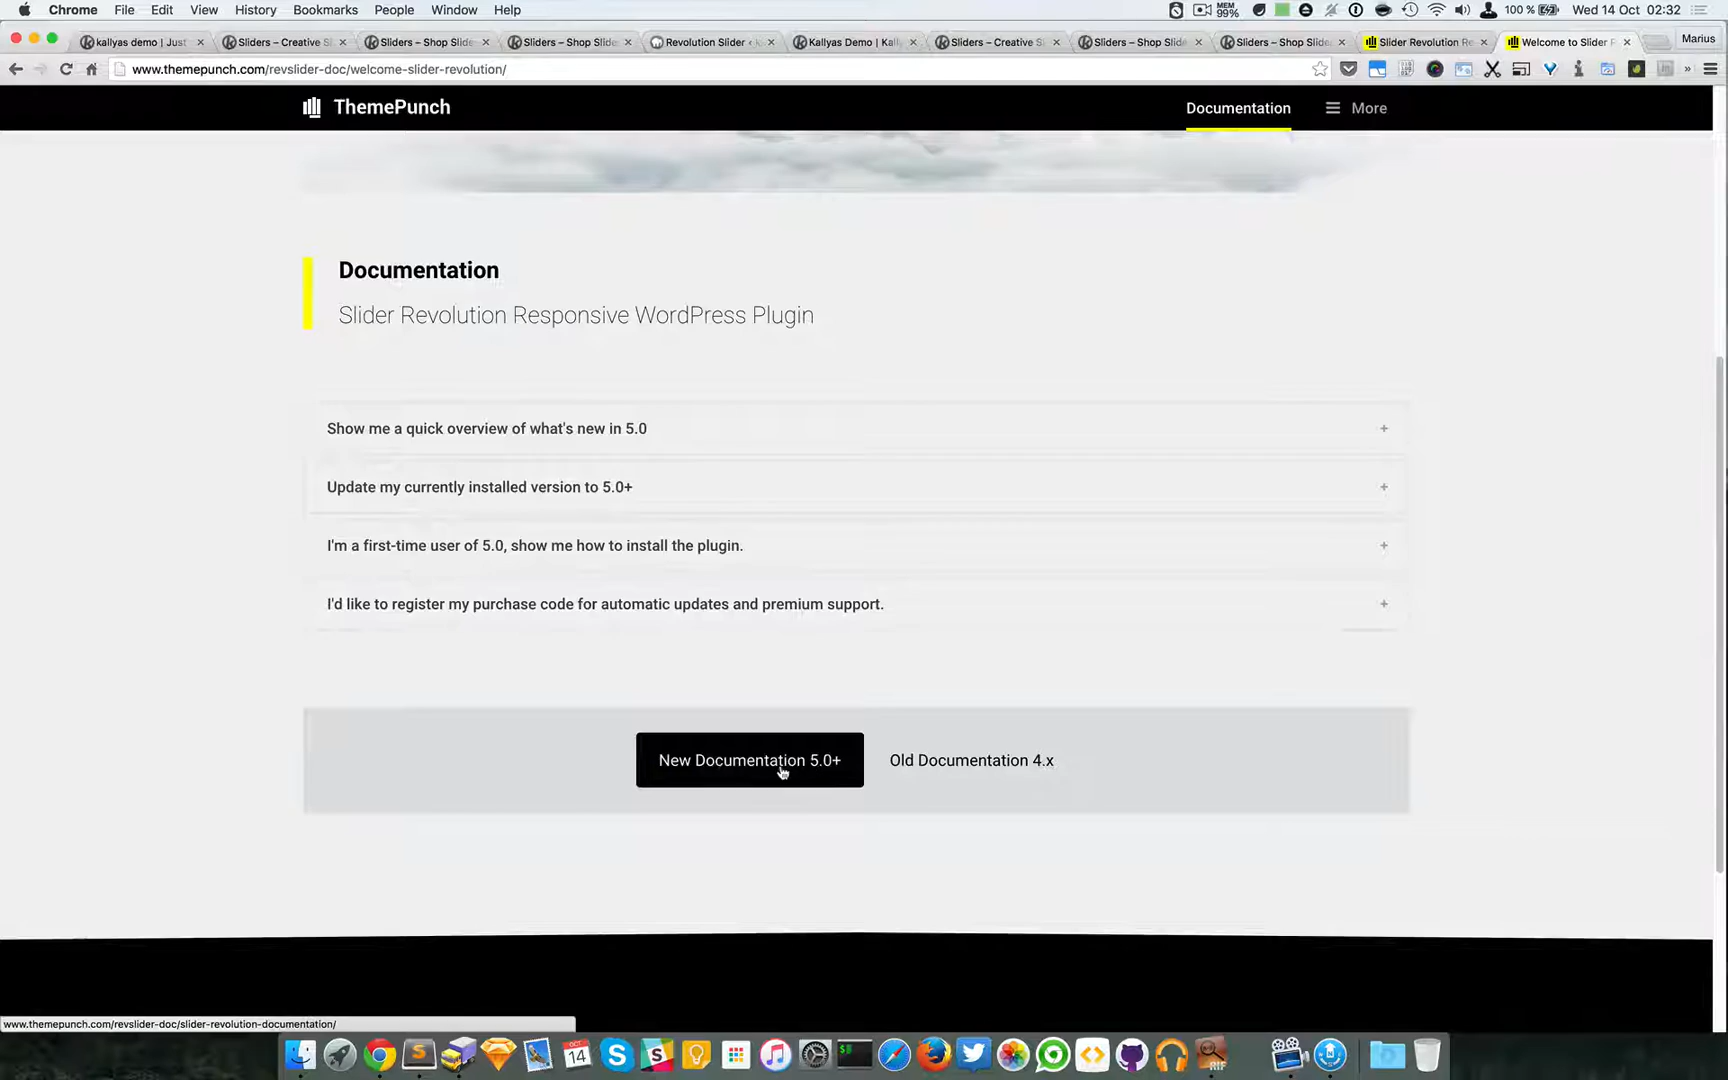 Chrome File Edit View History Bookmarks People Window Help MEM 99% 100 % Wed 14 Oct 02:32
kallyas demo | Just Sliders – Creative S Sliders – Shop Slide Sliders – Shop Slide Revolution Slider Kallyas Demo | Kall Sliders – Creative S Sliders – Shop Slide Sliders – Shop Slide Slider Revolution Re Welcome to Slider Marius
www.themepunch.com/revslider-doc/welcome-slider-revolution/
ThemePunch Documentation More
Documentation
Slider Revolution Responsive WordPress Plugin
Show me a quick overview of what's new in 5.0 +
Update my currently installed version to 5.0+ +
I'm a first-time user of 5.0, show me how to install the plugin. +
I'd like to register my purchase code for automatic updates and premium support. +
New Documentation 5.0+ Old Documentation 4.x
www.themepunch.com/revslider-doc/slider-revolution-documentation/